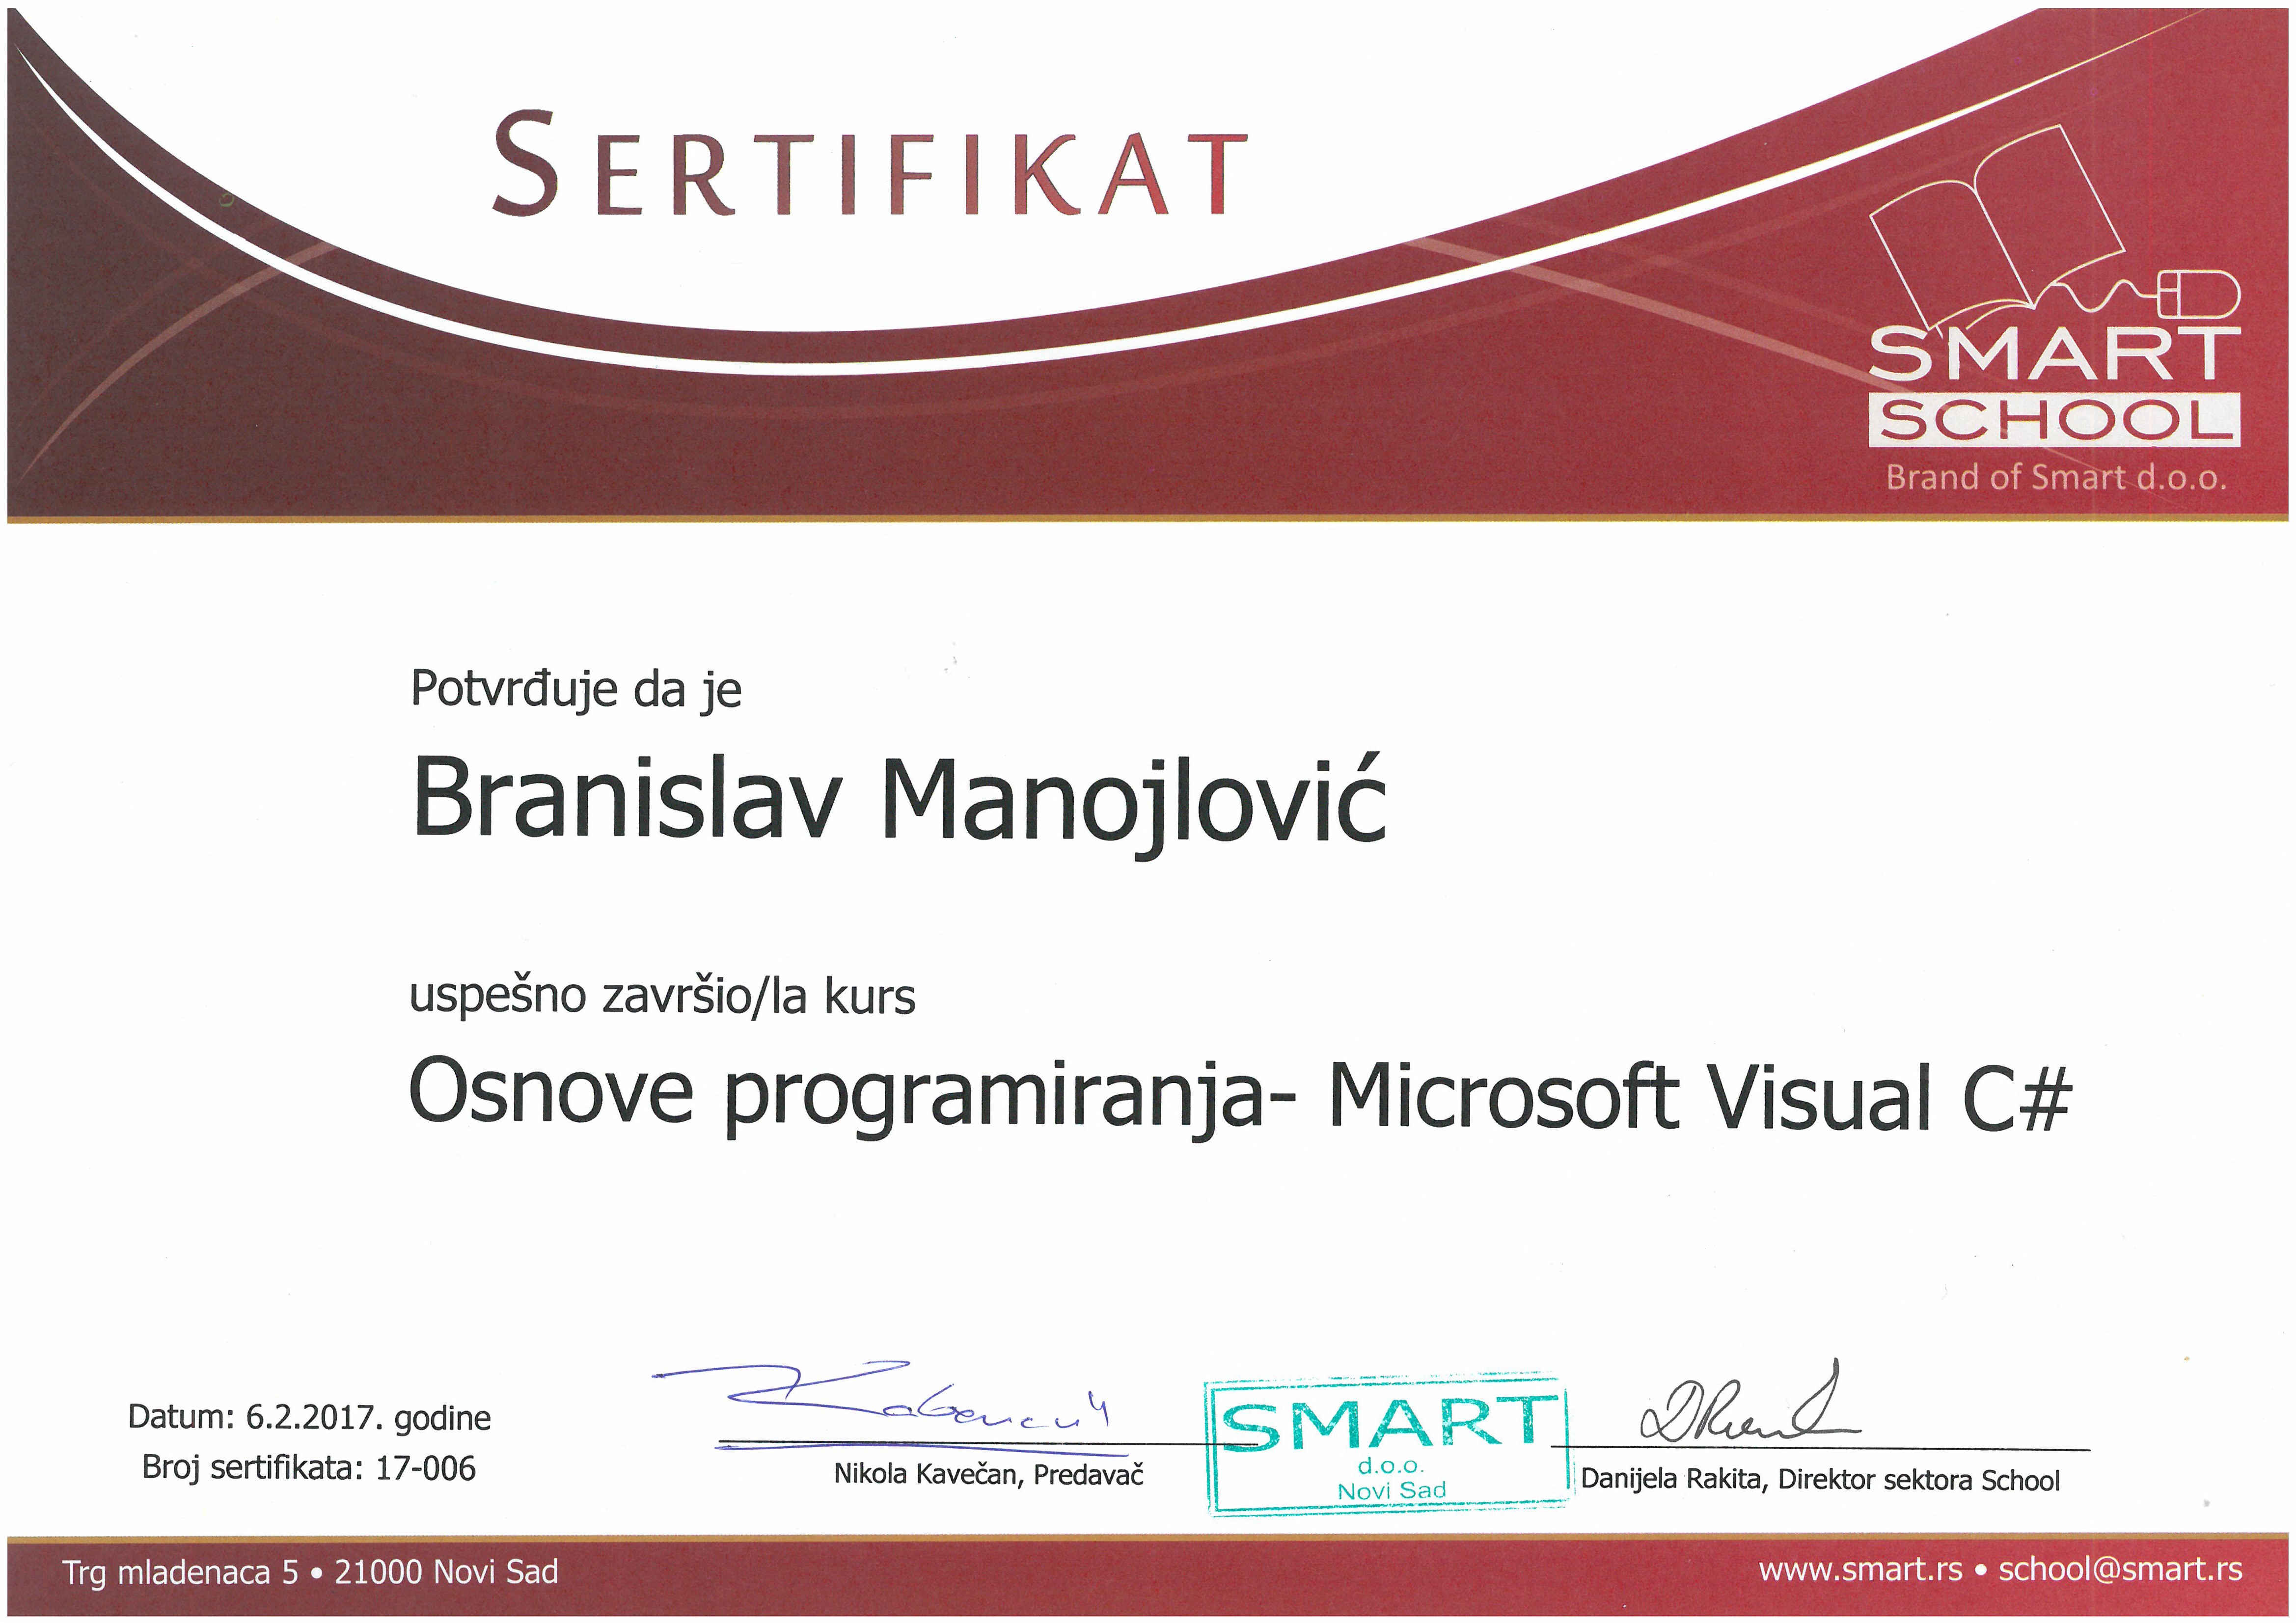 SERTIFIKAT
SMART
SCHOOL
Brand of Smart d.o.o.
Potvrđuje da je
Branislav Manojlović
uspešno završio/la kurs
Osnove programiranja- Microsoft Visual C#
Datum: 6.2.2017. godine
Broj sertifikata: 17-006
Nikola Kavečan, Predavač
SMART
d.o.o.
Novi Sad
Danijela Rakita, Direktor sektora School
Trg mladenaca 5 • 21000 Novi Sad
www.smart.rs • school@smart.rs